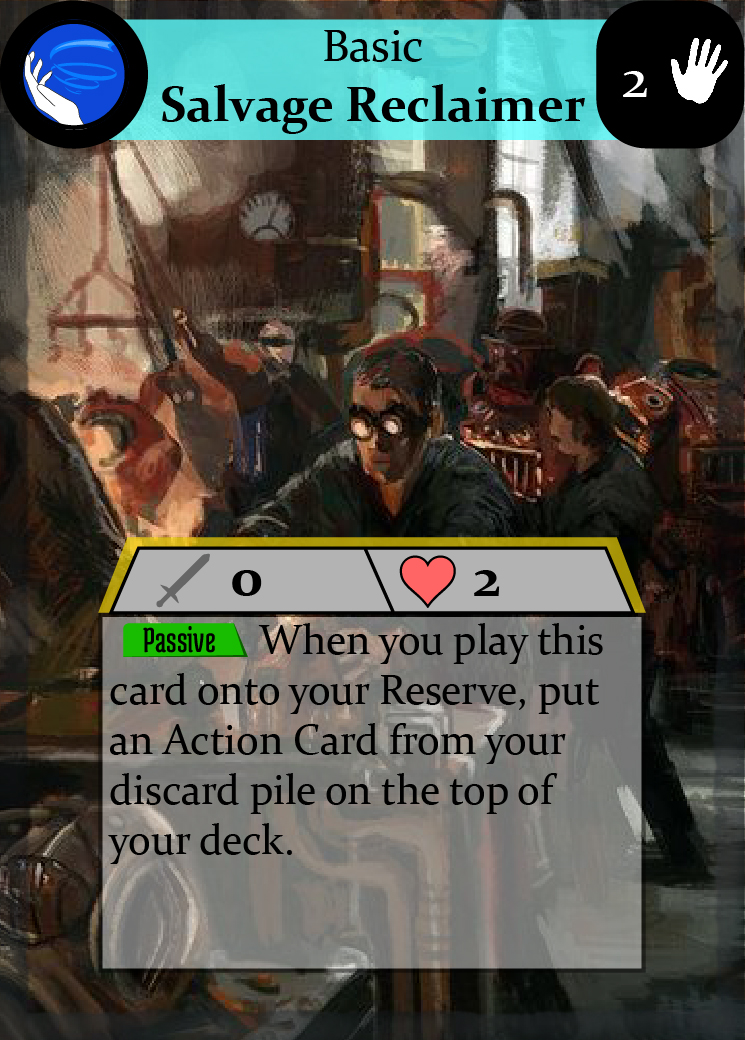 Basic
Salvage Reclaimer
2
0
2
Passive When you play this
card onto your Reserve, put
an Action Card from your
discard pile on the top of
your deck.